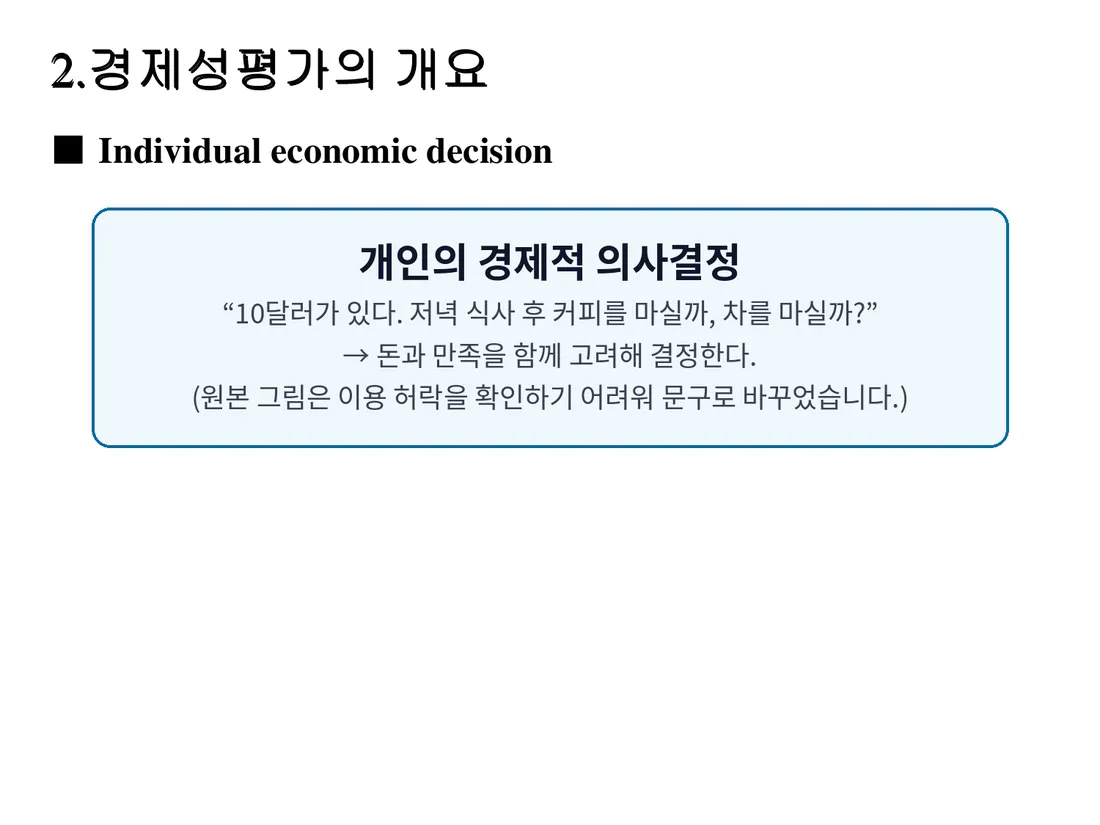 2.경제성평가의 개요
■ Individual economic decision
개인의 경제적 의사결정
“10달러가 있다. 저녁 식사 후 커피를 마실까, 차를 마실까?”
→ 돈과 만족을 함께 고려해 결정한다.
(원본 그림은 이용 허락을 확인하기 어려워 문구로 바꾸었습니다.)